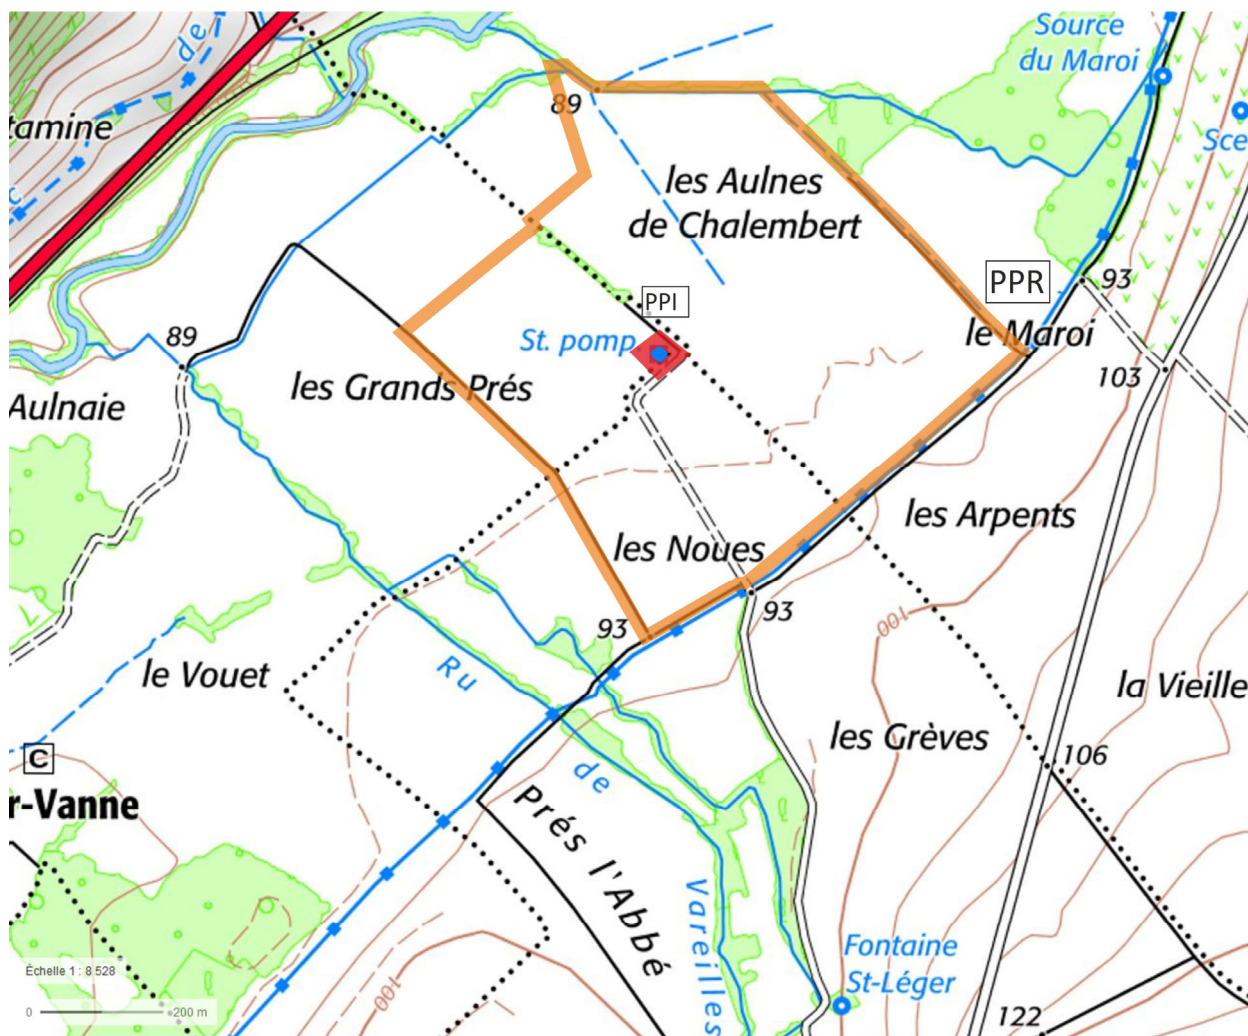 de
Source
du Maroi
tamine
89
Sce
les Aulnes
de Chalembert
PPR
93
PPI
89
St. pomp
le Maroi
103
Aulnaie
les Grands Prés
les Arpents
les Noues
93
93
100
le Vouet
Ru
la Vieille
les Grèves
106
C
r-Vanne
de
Prés l'Abbé
Vareilles
Fontaine
St-Léger
100
Échelle 1 : 8 528
0 200 m
122